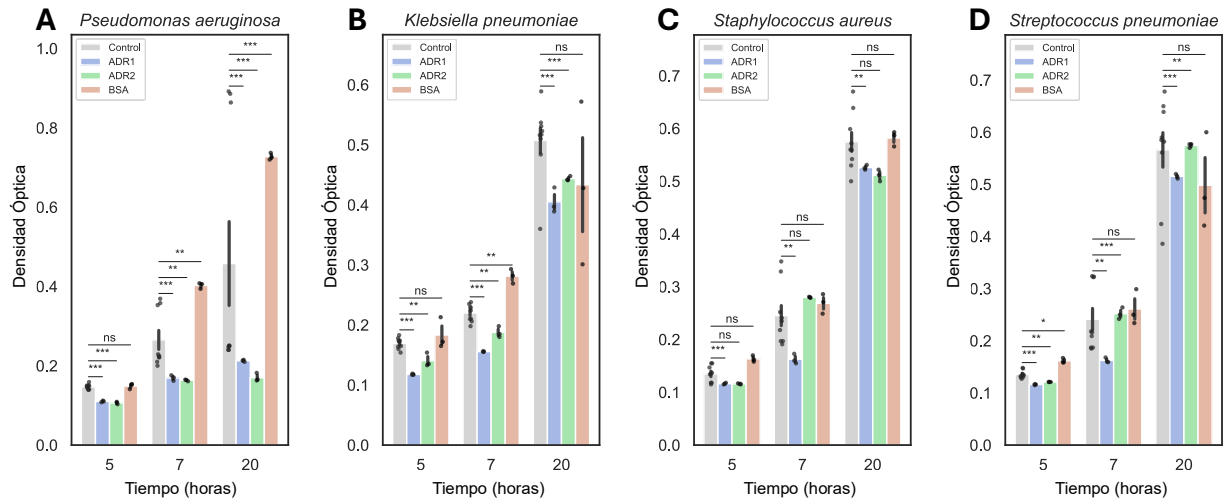 A
Pseudomonas aeruginosa
Densidad Óptica
1.0
0.8
0.6
0.4
0.2
0.0
Control
ADR1
ADR2
BSA
ns
***
***
**
**
***
***
***
***
5
7
20
Tiempo (horas)
B
Klebsiella pneumoniae
Densidad Óptica
0.6
0.5
0.4
0.3
0.2
0.1
0.0
Control
ADR1
ADR2
BSA
ns
**
***
**
**
***
ns
***
***
5
7
20
Tiempo (horas)
C
Staphylococcus aureus
Densidad Óptica
0.7
0.6
0.5
0.4
0.3
0.2
0.1
0.0
Control
ADR1
ADR2
BSA
ns
ns
***
ns
ns
**
ns
ns
**
5
7
20
Tiempo (horas)
D
Streptococcus pneumoniae
Densidad Óptica
0.7
0.6
0.5
0.4
0.3
0.2
0.1
0.0
Control
ADR1
ADR2
BSA
*
**
***
ns
***
**
ns
**
***
5
7
20
Tiempo (horas)